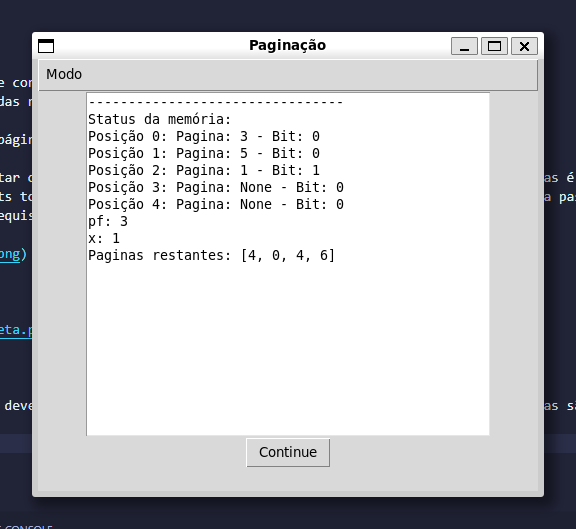 Paginação
Modo
--------------------------------
Status da memória:
Posição 0: Pagina: 3 - Bit: 0
Posição 1: Pagina: 5 - Bit: 0
Posição 2: Pagina: 1 - Bit: 1
Posição 3: Pagina: None - Bit: 0
Posição 4: Pagina: None - Bit: 0
pf: 3
x: 1
Paginas restantes: [4, 0, 4, 6]
Continue